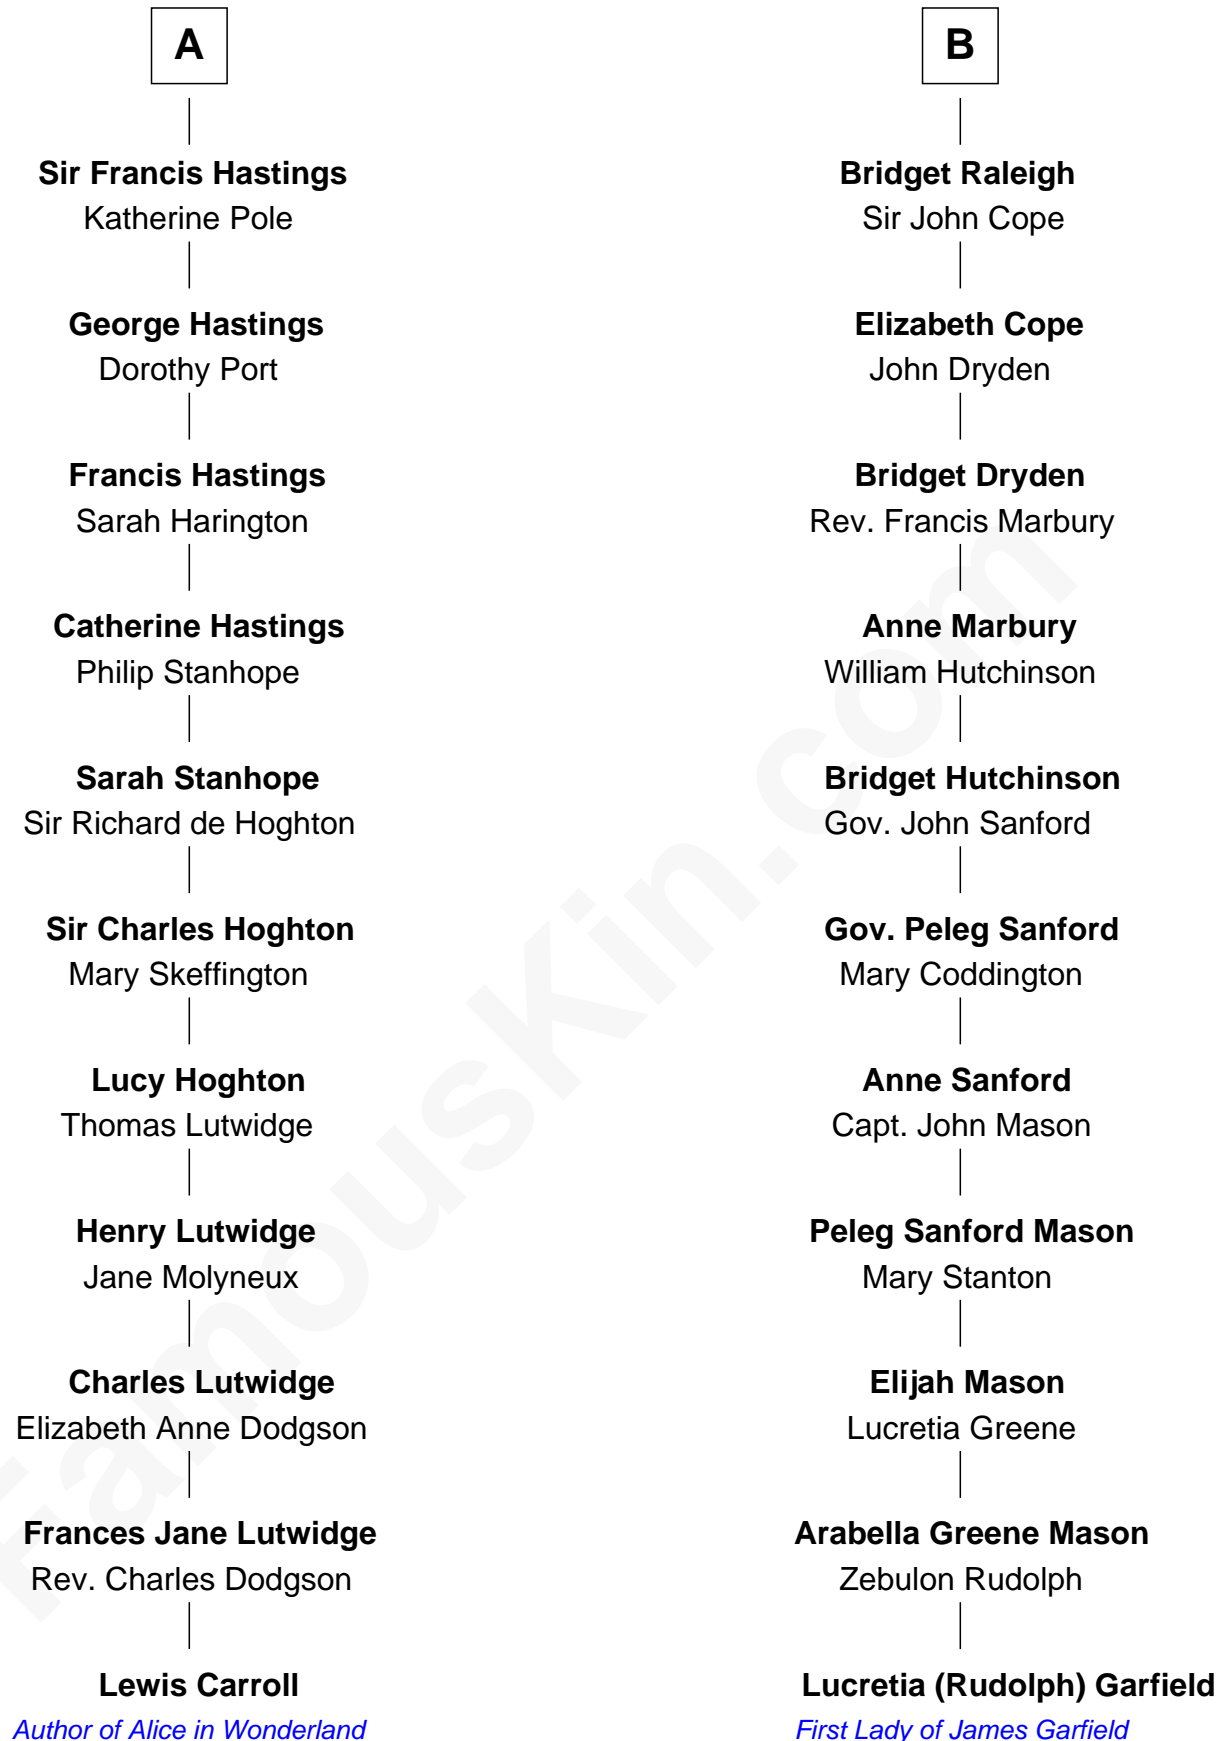 A
Sir Francis Hastings
Katherine Pole
George Hastings
Dorothy Port
Francis Hastings
Sarah Harington
Catherine Hastings
Philip Stanhope
Sarah Stanhope
Sir Richard de Hoghton
Sir Charles Hoghton
Mary Skeffington
Lucy Hoghton
Thomas Lutwidge
Henry Lutwidge
Jane Molyneux
Charles Lutwidge
Elizabeth Anne Dodgson
Frances Jane Lutwidge
Rev. Charles Dodgson
Lewis Carroll
Author of Alice in Wonderland
B
Bridget Raleigh
Sir John Cope
Elizabeth Cope
John Dryden
Bridget Dryden
Rev. Francis Marbury
Anne Marbury
William Hutchinson
Bridget Hutchinson
Gov. John Sanford
Gov. Peleg Sanford
Mary Coddington
Anne Sanford
Capt. John Mason
Peleg Sanford Mason
Mary Stanton
Elijah Mason
Lucretia Greene
Arabella Greene Mason
Zebulon Rudolph
Lucretia (Rudolph) Garfield
First Lady of James Garfield
FamousKin.com